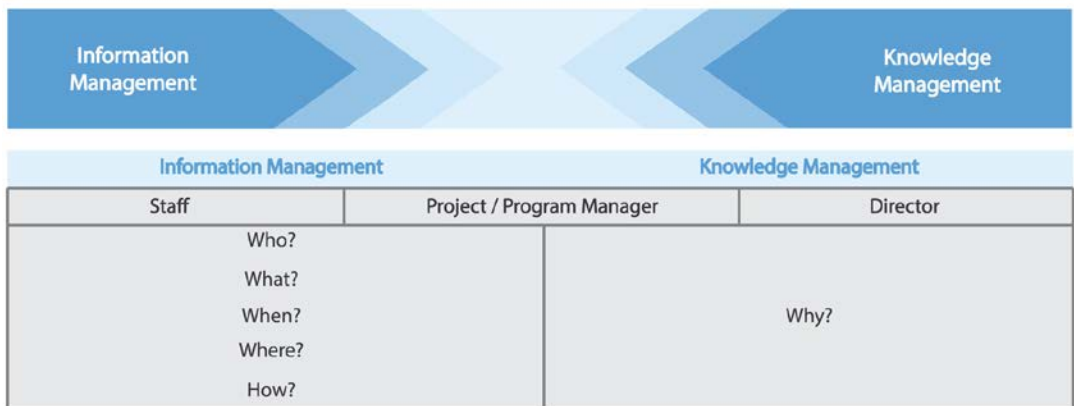 Information
Management
Knowledge
Management
Information Management
Knowledge Management
Staff
Project / Program Manager
Director
Who?
What?
When?
Where?
How?
Why?